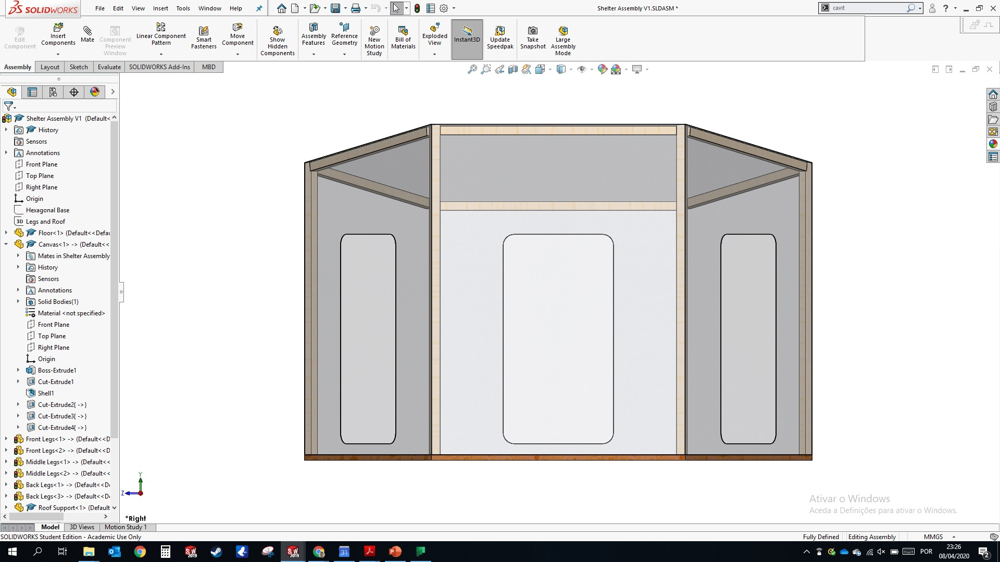 SOLIDWORKS
File Edit View Insert Tools Window Help
Shelter Assembly V1.SLDASM *
cavit
Edit Component
Insert Components
Mate
Component Preview Window
Linear Component Pattern
Smart Fasteners
Move Component
Show Hidden Components
Assembly Features
Reference Geometry
New Motion Study
Bill of Materials
Exploded View
Instant3D
Update Speedpak
Take Snapshot
Large Assembly Mode
Assembly Layout Sketch Evaluate SOLIDWORKS Add-Ins MBD
Shelter Assembly V1 (Default<
History
Sensors
Annotations
Front Plane
Top Plane
Right Plane
Origin
Hexagonal Base
3D Legs and Roof
Floor<1> (Default<<Defau
Canvas<1> -> (Default<<
Mates in Shelter Assembly
History
Sensors
Annotations
Solid Bodies(1)
Material <not specified>
Front Plane
Top Plane
Right Plane
Origin
Boss-Extrude1
Cut-Extrude1
Shell1
Cut-Extrude2{ ->}
Cut-Extrude3{ ->}
Cut-Extrude4{ ->}
Front Legs<1> -> (Default<<D
Front Legs<2> -> (Default<<D
Middle Legs<1> -> (Default<<
Middle Legs<2> -> (Default<<
Back Legs<1> -> (Default<<D
Back Legs<3> -> (Default<<D
Roof Support<1> (Default
Y
Z
*Right
Ativar o Windows
Aceda a Definições para ativar o Windows.
Model 3D Views Motion Study 1
SOLIDWORKS Student Edition - Academic Use Only
Fully Defined Editing Assembly MMGS
SW 2019
SW 2019
31
POR
23:26
08/04/2020
2